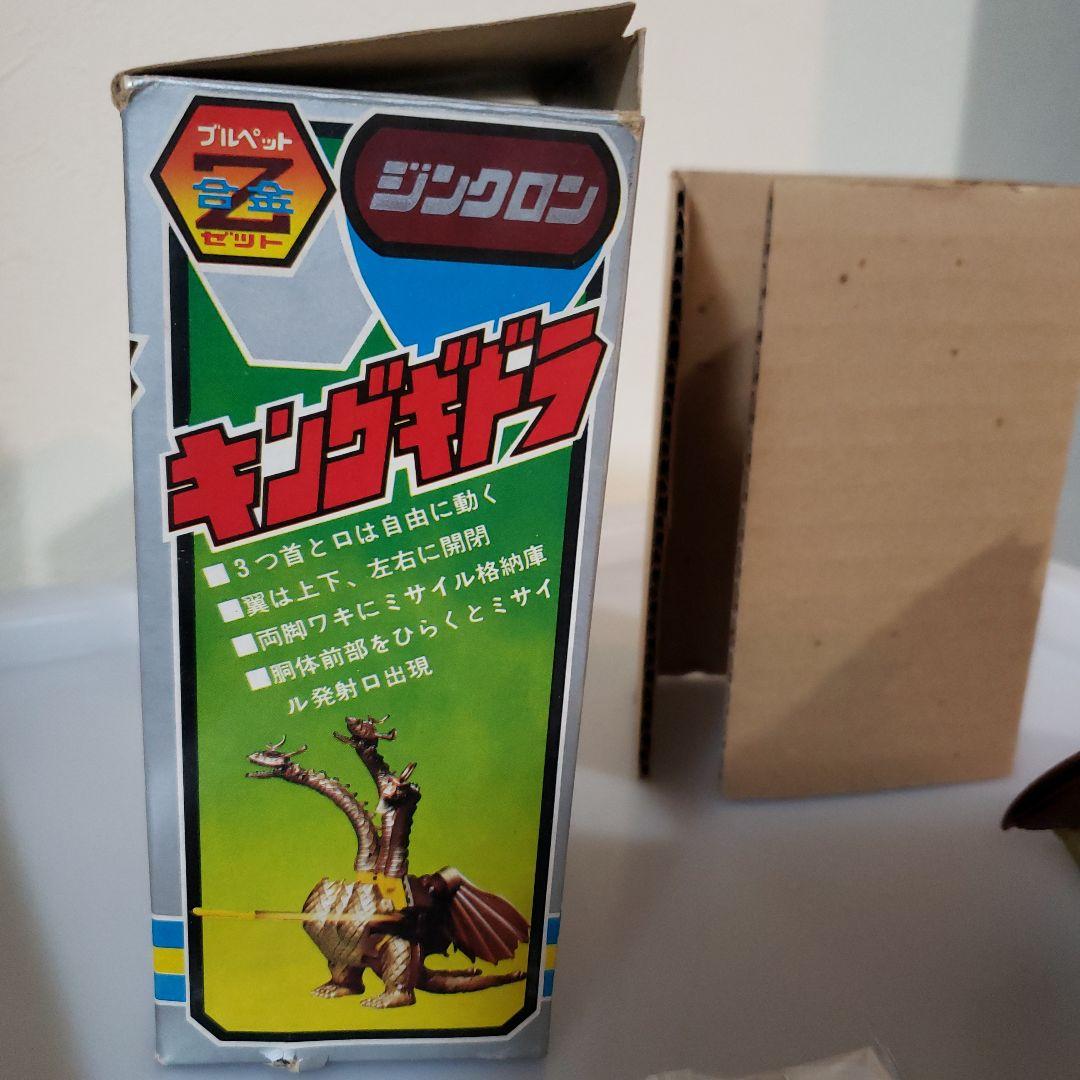 ブルペット
Z
合金
ゼット
ジンクロン
キングギドラ
■3つ首と口は自由に動く
■翼は上下、左右に開閉
■両脚ワキにミサイル格納庫
■胴体前部をひらくとミサイ
ル発射口出現